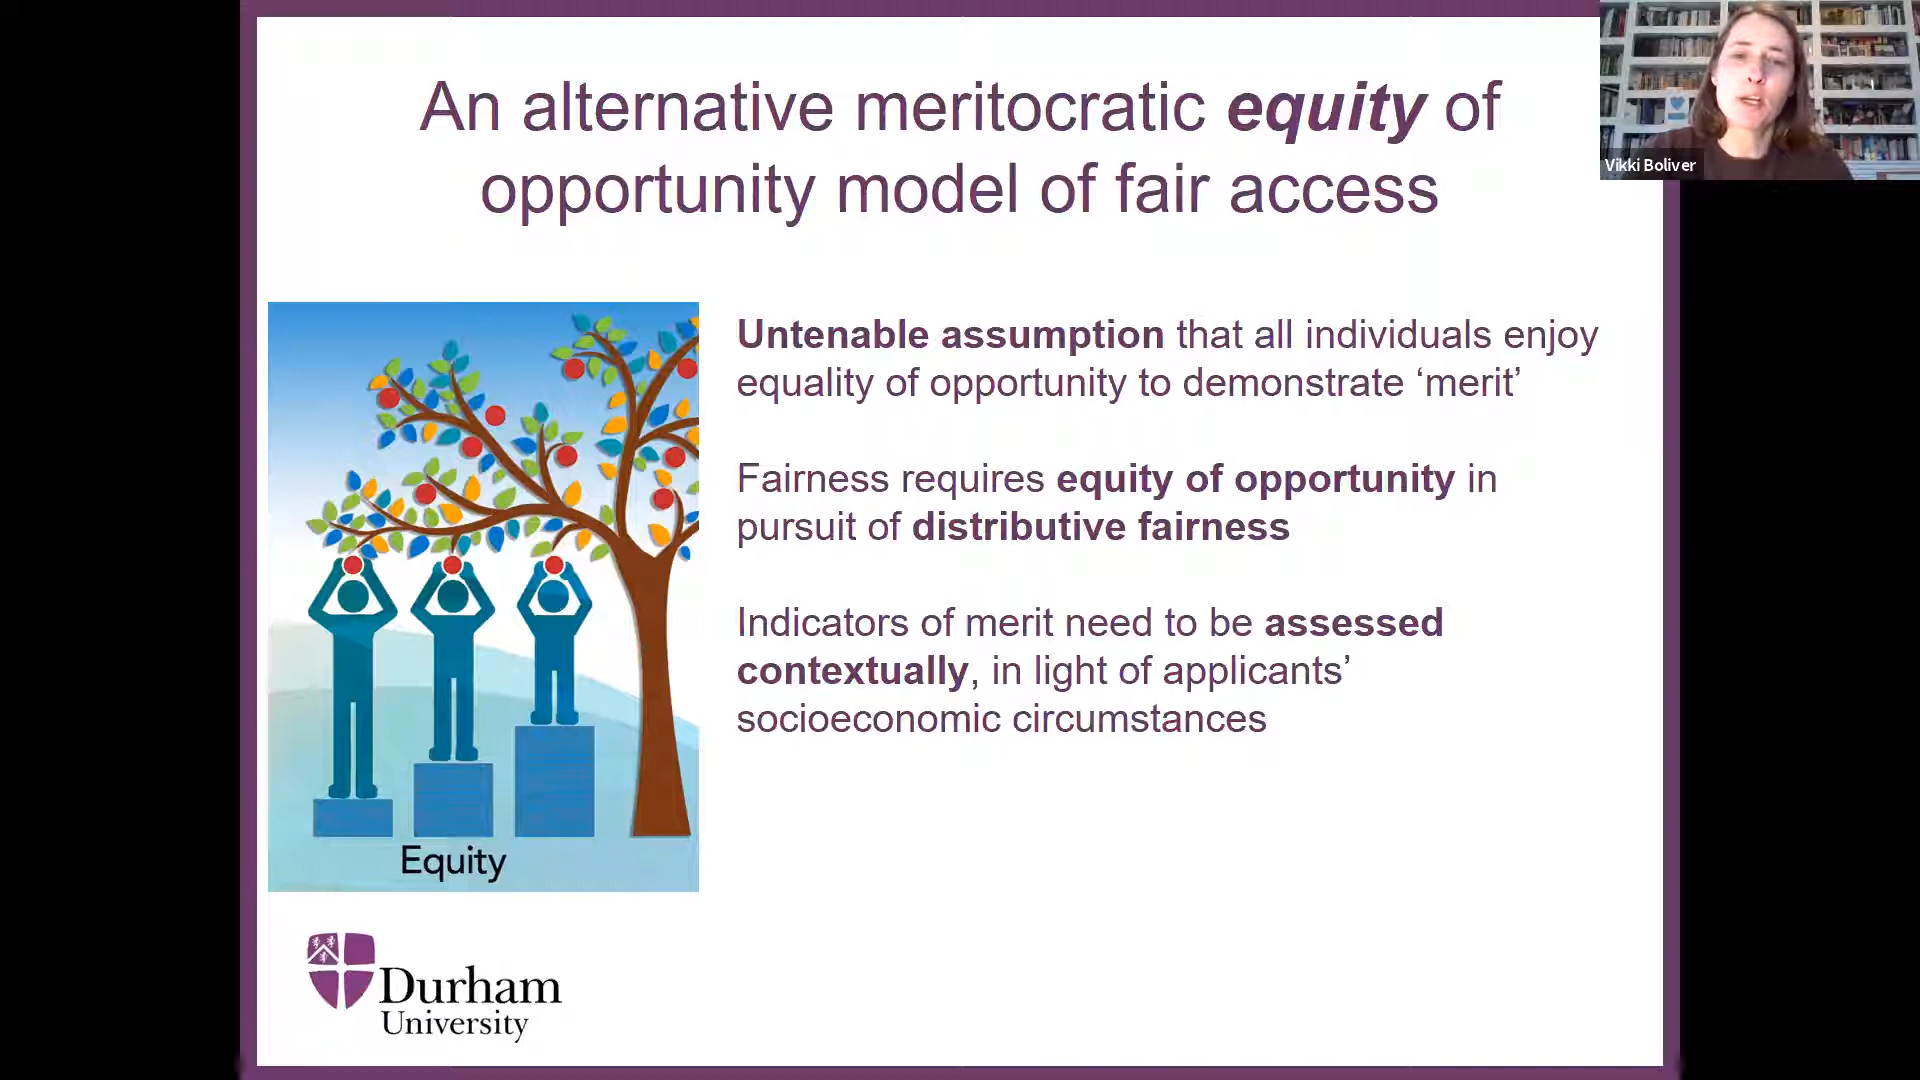 An alternative meritocratic equity of
opportunity model of fair access
Vikki Boliver
Untenable assumption that all individuals enjoy
equality of opportunity to demonstrate ‘merit’
Fairness requires equity of opportunity in
pursuit of distributive fairness
Indicators of merit need to be assessed
contextually, in light of applicants’
socioeconomic circumstances
Equity
Durham
University